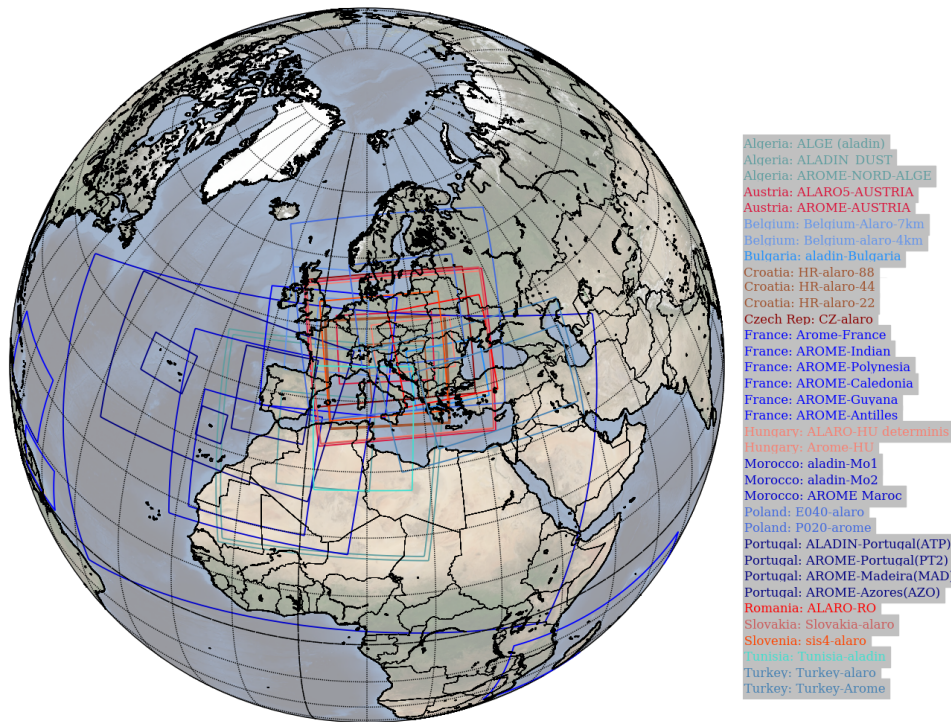 Algeria: ALGE (aladin)
Algeria: ALADIN_DUST
Algeria: AROME-NORD-ALGE
Austria: ALARO5-AUSTRIA
Austria: AROME-AUSTRIA
Belgium: Belgium-Alaro-7km
Belgium: Belgium-alaro-4km
Bulgaria: aladin-Bulgaria
Croatia: HR-alaro-88
Croatia: HR-alaro-44
Croatia: HR-alaro-22
Czech Rep: CZ-alaro
France: Arome-France
France: AROME-Indian
France: AROME-Polynesia
France: AROME-Caledonia
France: AROME-Guyana
France: AROME-Antilles
Hungary: ALARO-HU determinis
Hungary: Arome-HU
Morocco: aladin-Mo1
Morocco: aladin-Mo2
Morocco: AROME Maroc
Poland: E040-alaro
Poland: P020-arome
Portugal: ALADIN-Portugal(ATP)
Portugal: AROME-Portugal(PT2)
Portugal: AROME-Madeira(MAD)
Portugal: AROME-Azores(AZO)
Romania: ALARO-RO
Slovakia: Slovakia-alaro
Slovenia: sis4-alaro
Tunisia: Tunisia-aladin
Turkey: Turkey-alaro
Turkey: Turkey-Arome